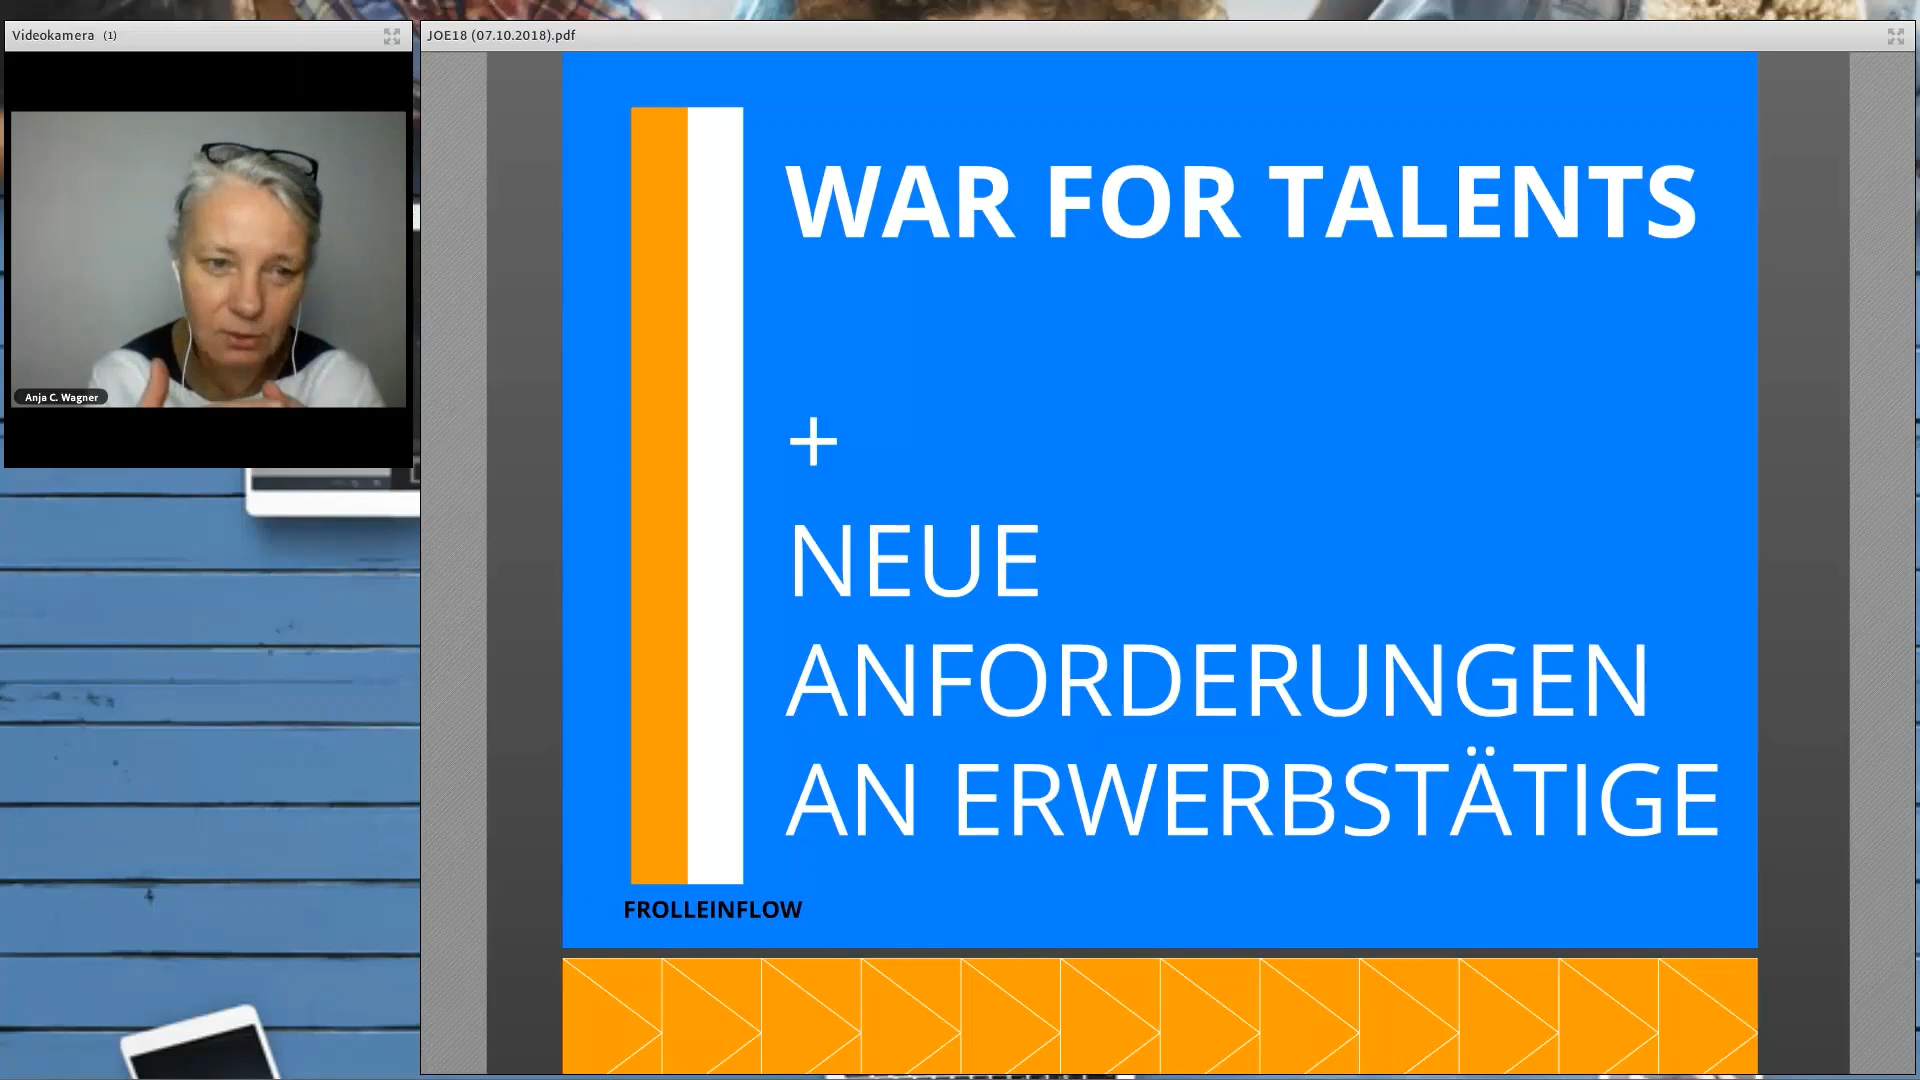 Videokamera (1)
JOE18 (07.10.2018).pdf
Anja C. Wagner
WAR FOR TALENTS
+
NEUE
ANFORDERUNGEN
AN ERWERBSTÄTIGE
FROLLEINFLOW